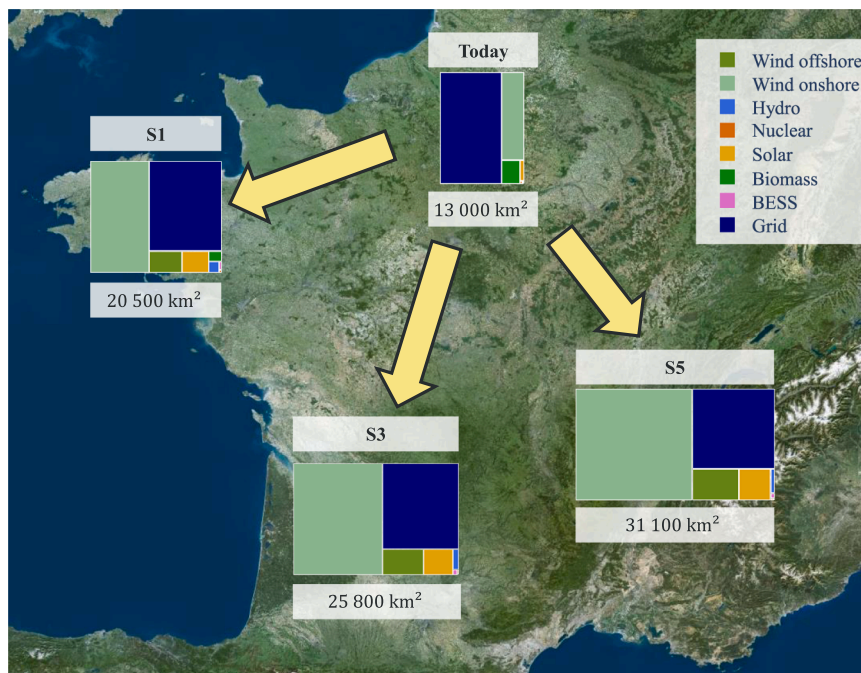 Today
13 000 km²
S1
20 500 km²
S3
25 800 km²
S5
31 100 km²
Wind offshore
Wind onshore
Hydro
Nuclear
Solar
Biomass
BESS
Grid